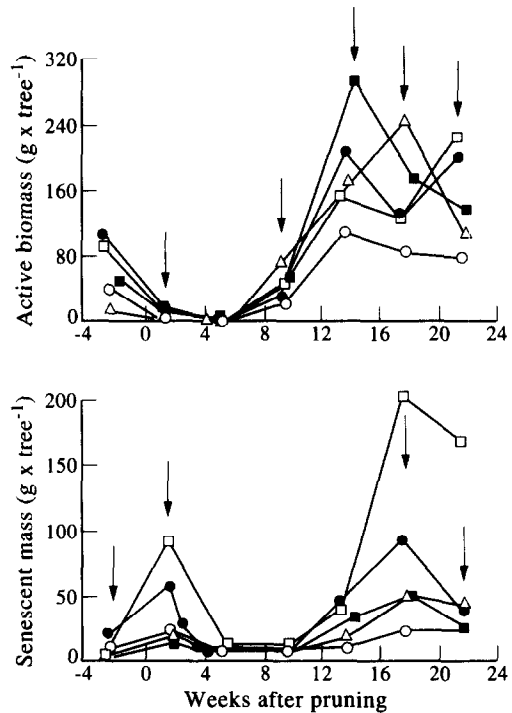 Active biomass (g x tree⁻¹)
320
240
160
80
0
-4 0 4 8 12 16 20 24
Senescent mass (g x tree⁻¹)
200
150
100
50
0
-4 0 4 8 12 16 20 24
Weeks after pruning